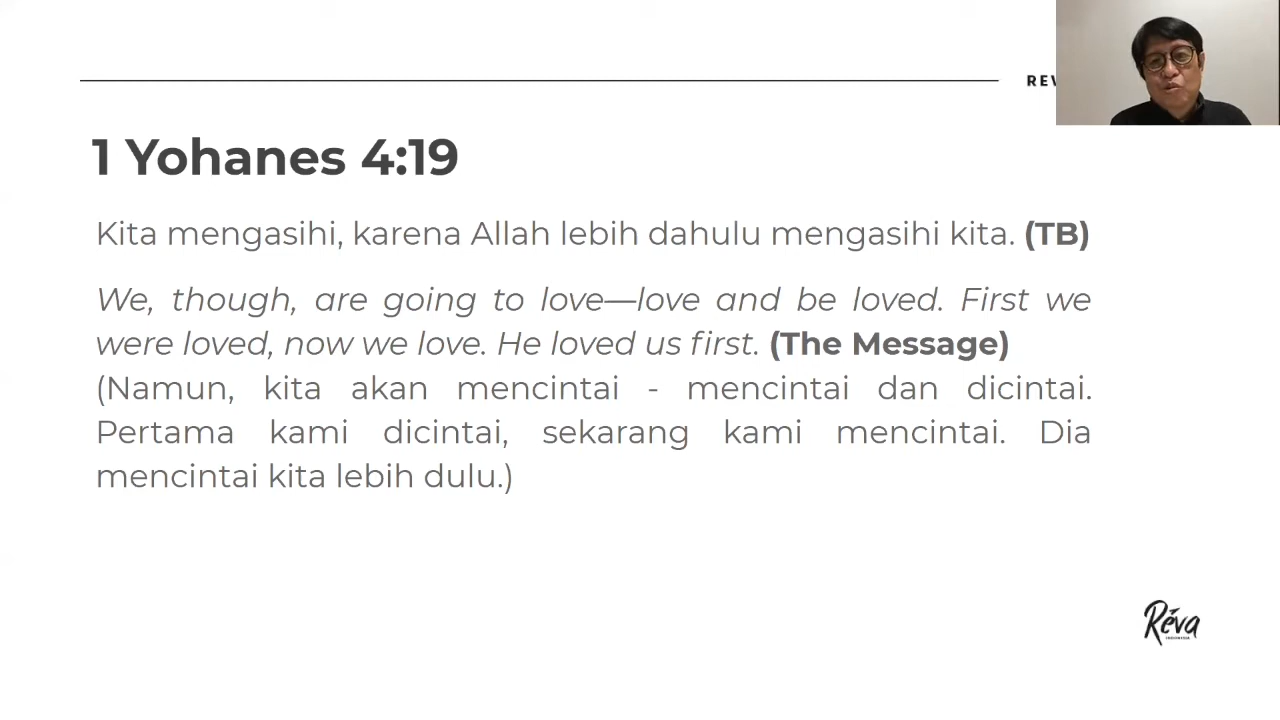 1 Yohanes 4:19
Kita mengasihi, karena Allah lebih dahulu mengasihi kita. (TB)
We, though, are going to love—love and be loved. First we
were loved, now we love. He loved us first. (The Message)
(Namun, kita akan mencintai - mencintai dan dicintai.
Pertama kami dicintai, sekarang kami mencintai. Dia
mencintai kita lebih dulu.)
Réva
INDONESIA